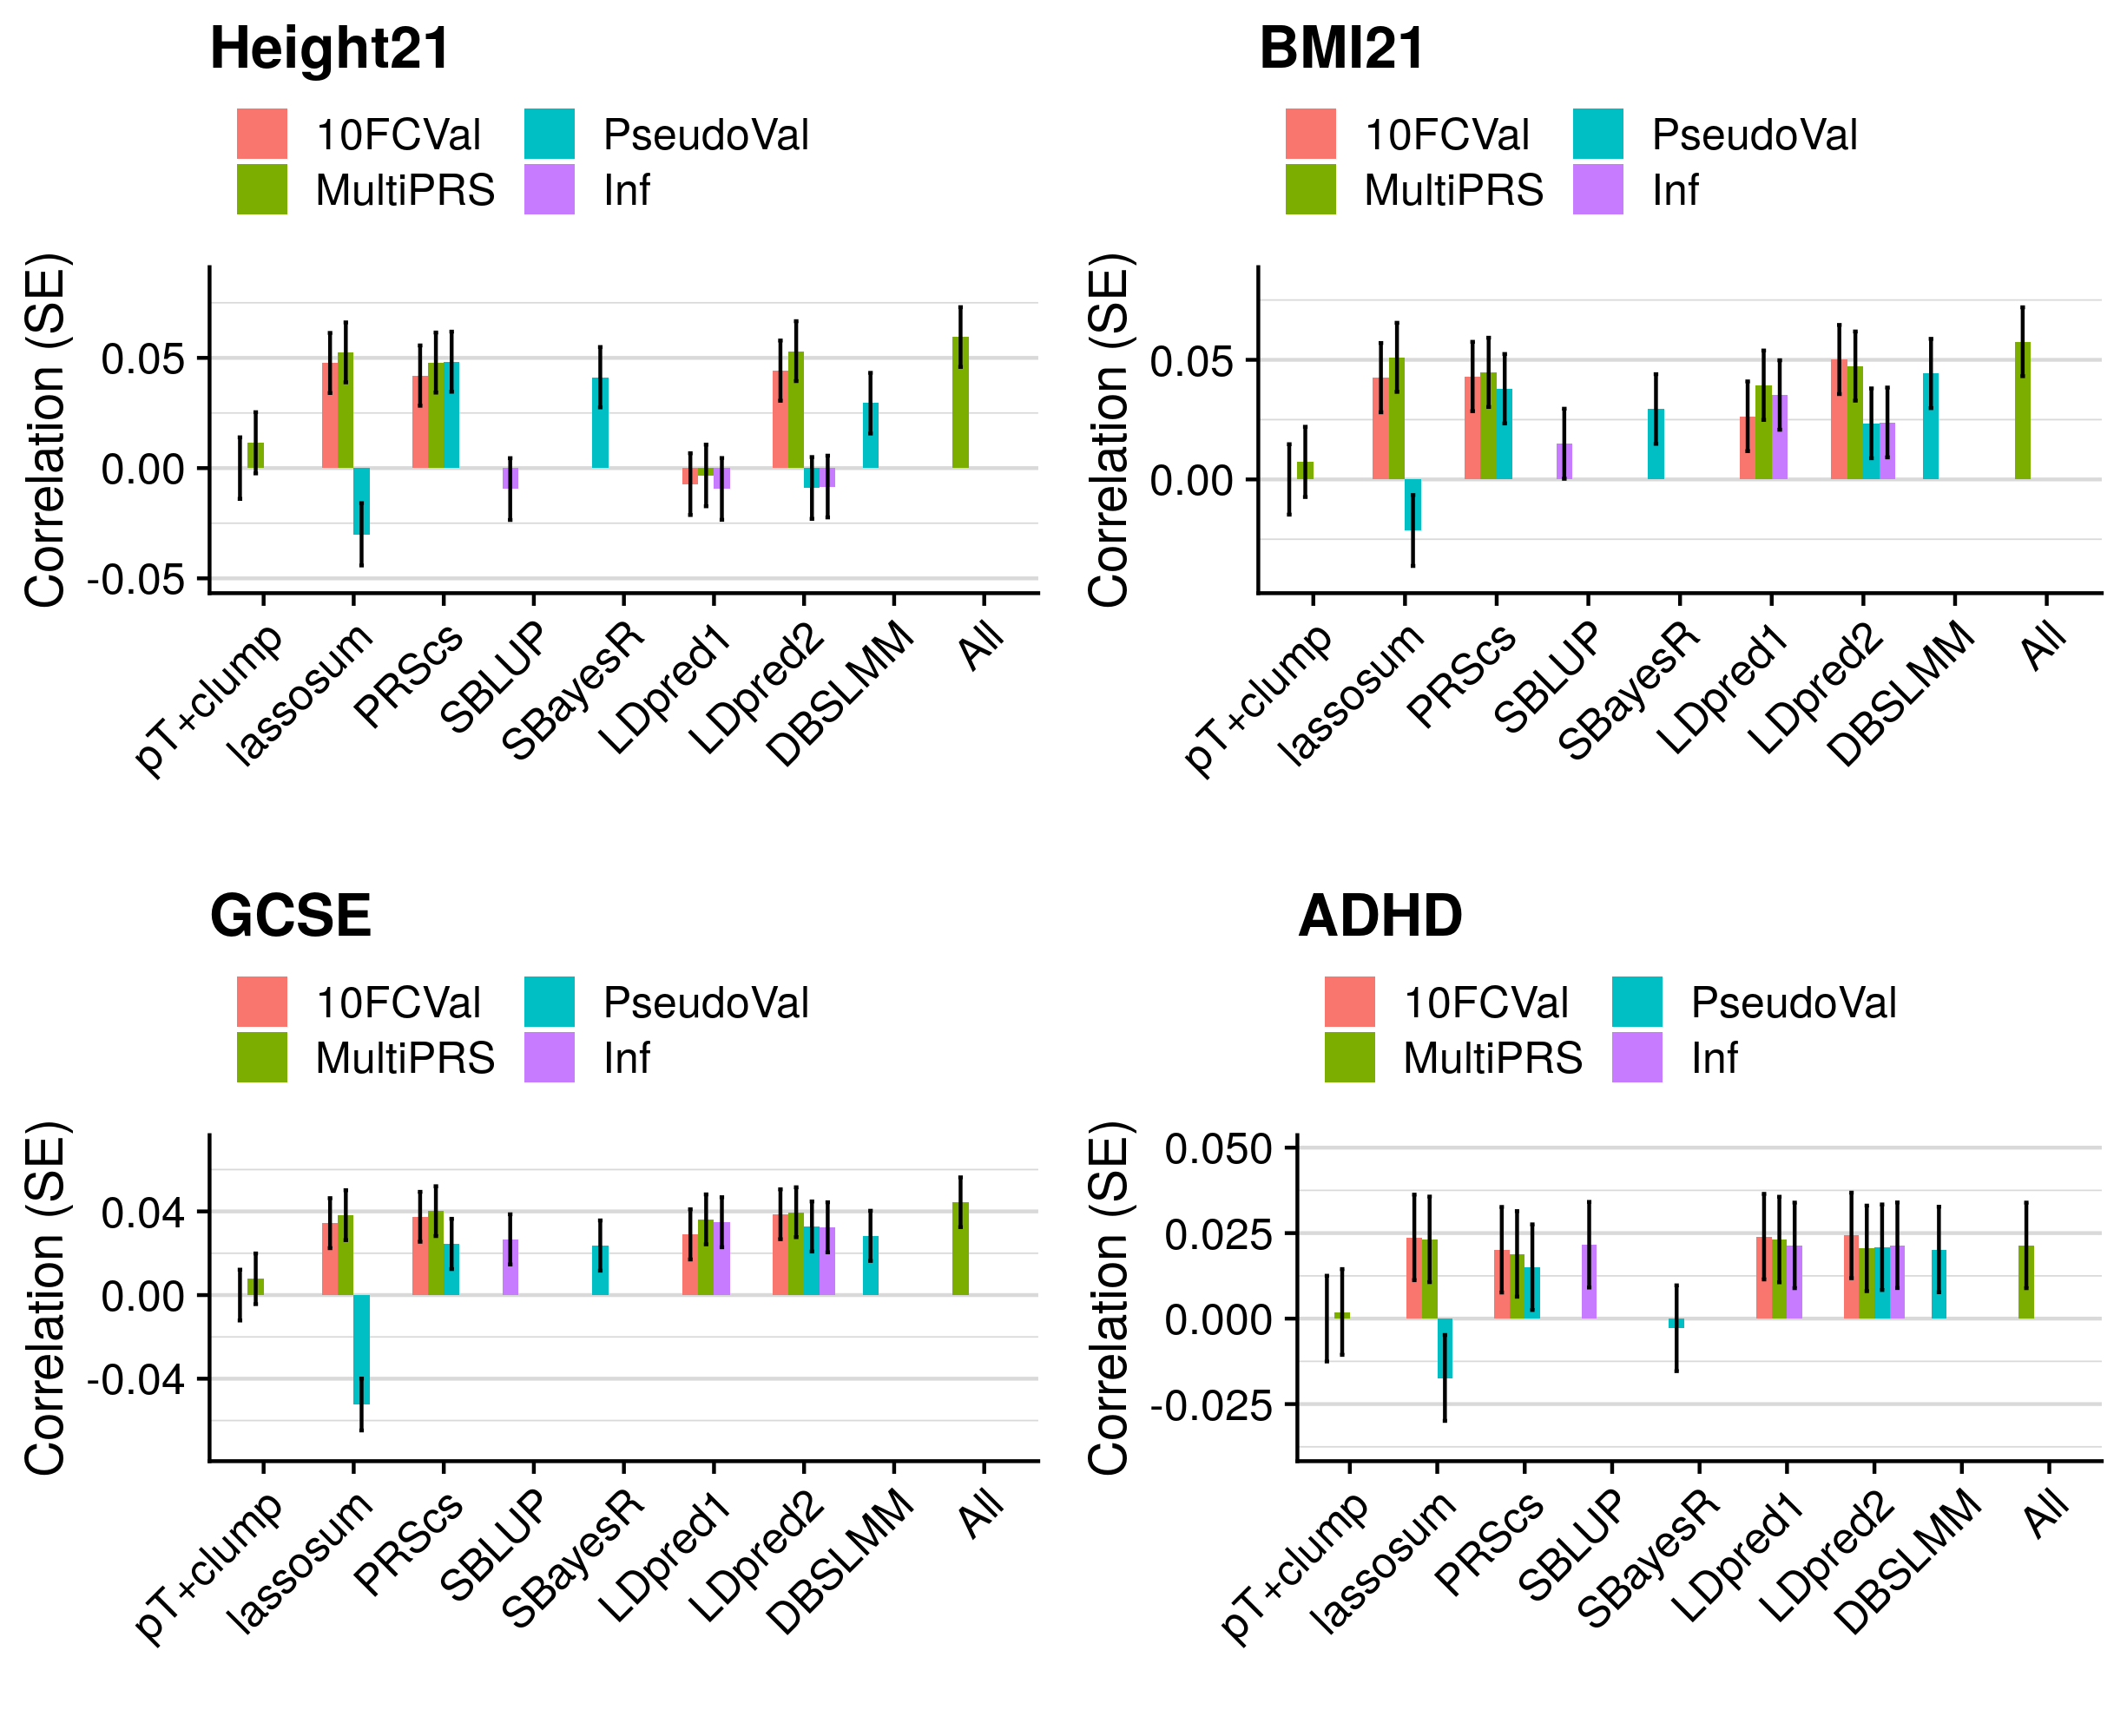 Height21
10FCVal PseudoVal
MultiPRS Inf
Correlation (SE)
0.05
0.00
-0.05
pT+clump
lassosum
PRScs
SBLUP
SBayesR
LDpred1
LDpred2
DBSLMM
All
BMI21
10FCVal PseudoVal
MultiPRS Inf
Correlation (SE)
0.05
0.00
pT+clump
lassosum
PRScs
SBLUP
SBayesR
LDpred1
LDpred2
DBSLMM
All
GCSE
10FCVal PseudoVal
MultiPRS Inf
Correlation (SE)
0.04
0.00
-0.04
pT+clump
lassosum
PRScs
SBLUP
SBayesR
LDpred1
LDpred2
DBSLMM
All
ADHD
10FCVal PseudoVal
MultiPRS Inf
Correlation (SE)
0.050
0.025
0.000
-0.025
pT+clump
lassosum
PRScs
SBLUP
SBayesR
LDpred1
LDpred2
DBSLMM
All